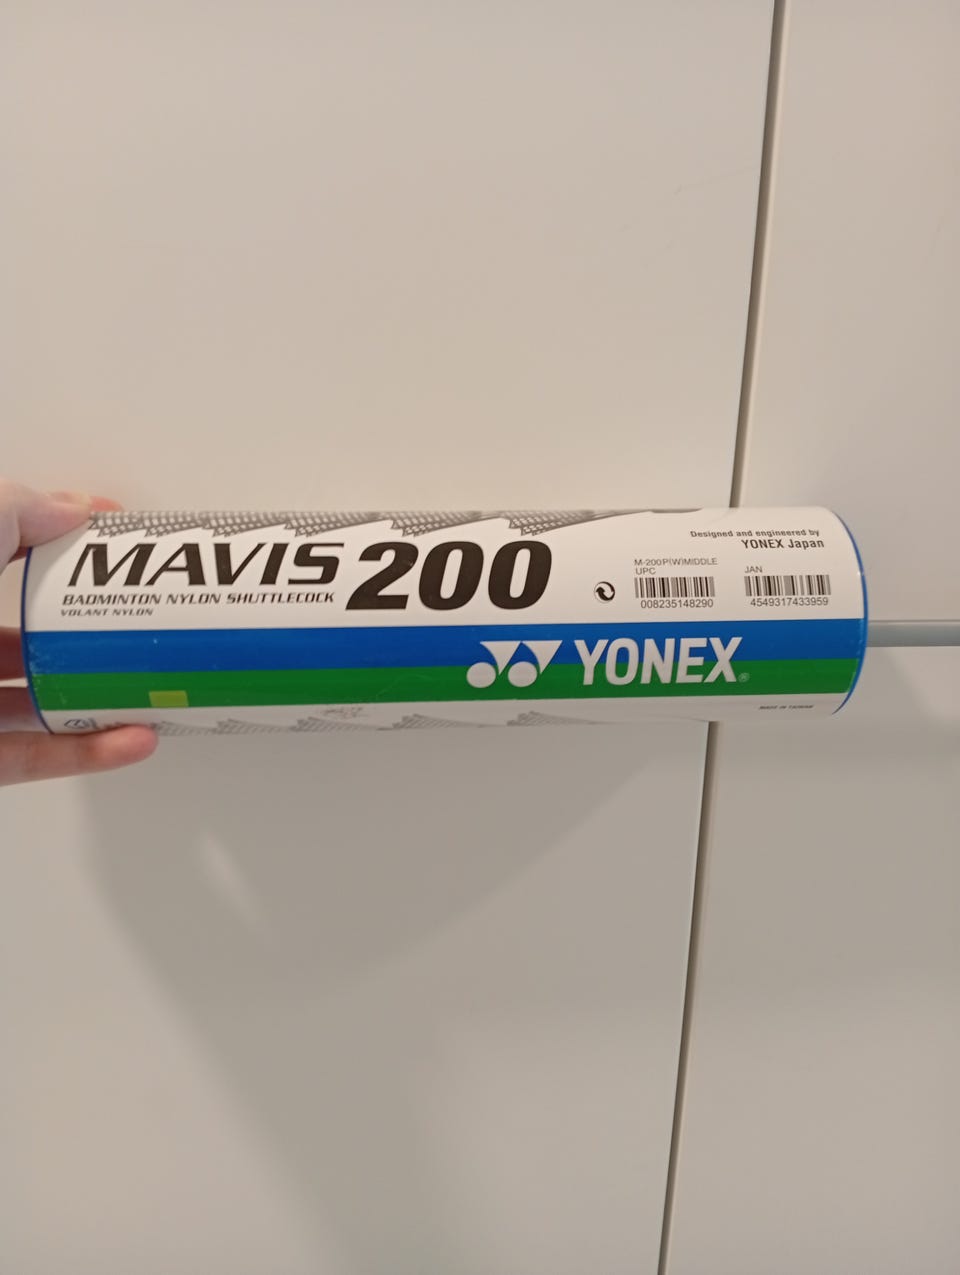 MAVIS 200
BADMINTON NYLON SHUTTLECOCK
VOLANT NYLON
Designed and engineered by
YONEX Japan
M-200P(W)MIDDLE
UPC
008235148290
JAN
4549317433959
YONEX®
MADE IN TAIWAN